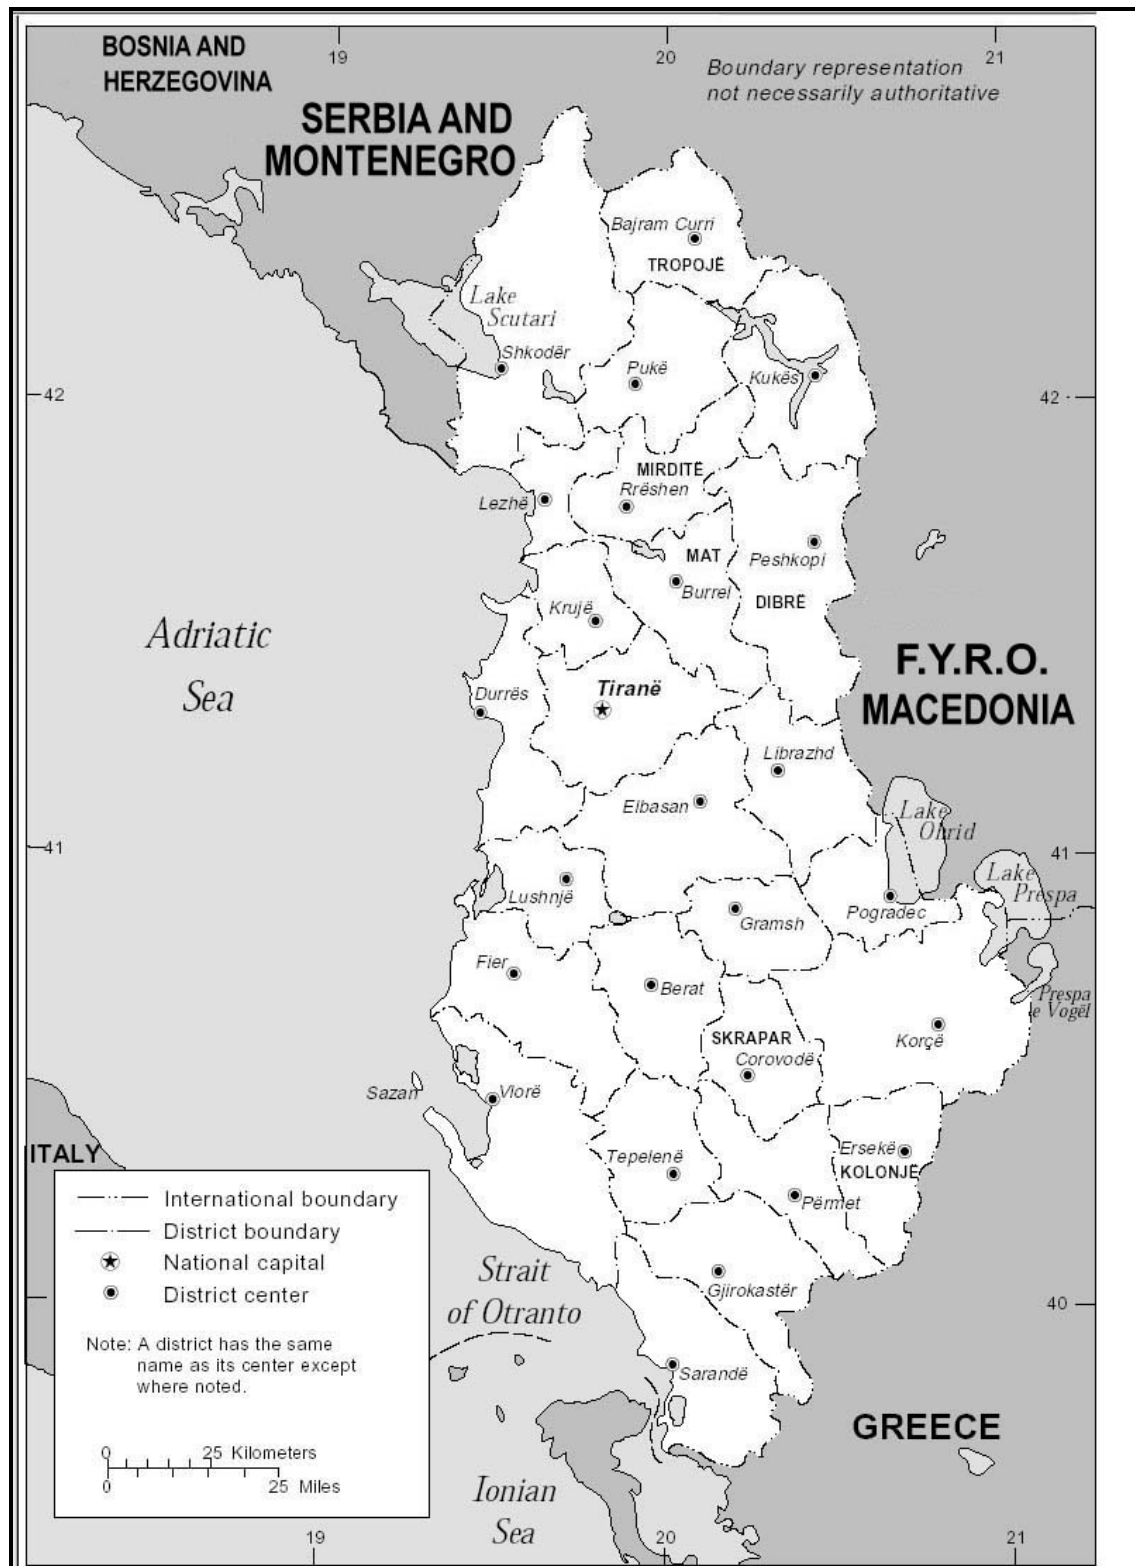 BOSNIA AND
HERZEGOVINA
19
20
21
Boundary representation
not necessarily authoritative
SERBIA AND
MONTENEGRO
Bajram Curri
TROPOJË
Lake
Scutari
Shkodër
Pukë
Kukës
42
42
MIRDITË
Rrëshen
Lezhë
MAT
Burrel
Peshkopi
DIBRË
Krujë
Adriatic
Sea
F.Y.R.O.
MACEDONIA
Tiranë
Durrës
Librazhd
Elbasan
Lake
Ohrid
41
41
Lake
Prespa
Lushnjë
Gramsh
Pogradec
Fier
Berat
Prespa
e Vogël
SKRAPAR
Corovodë
Korçë
Sazan
Vlorë
ITALY
Tepelenë
Ersekë
KOLONJË
Përmet
International boundary
District boundary
National capital
District center
Strait
of Otranto
Gjirokastër
40
Note: A district has the same
name as its center except
where noted.
Sarandë
GREECE
0 25 Kilometers
0 25 Miles
Ionian
Sea
19
20
21